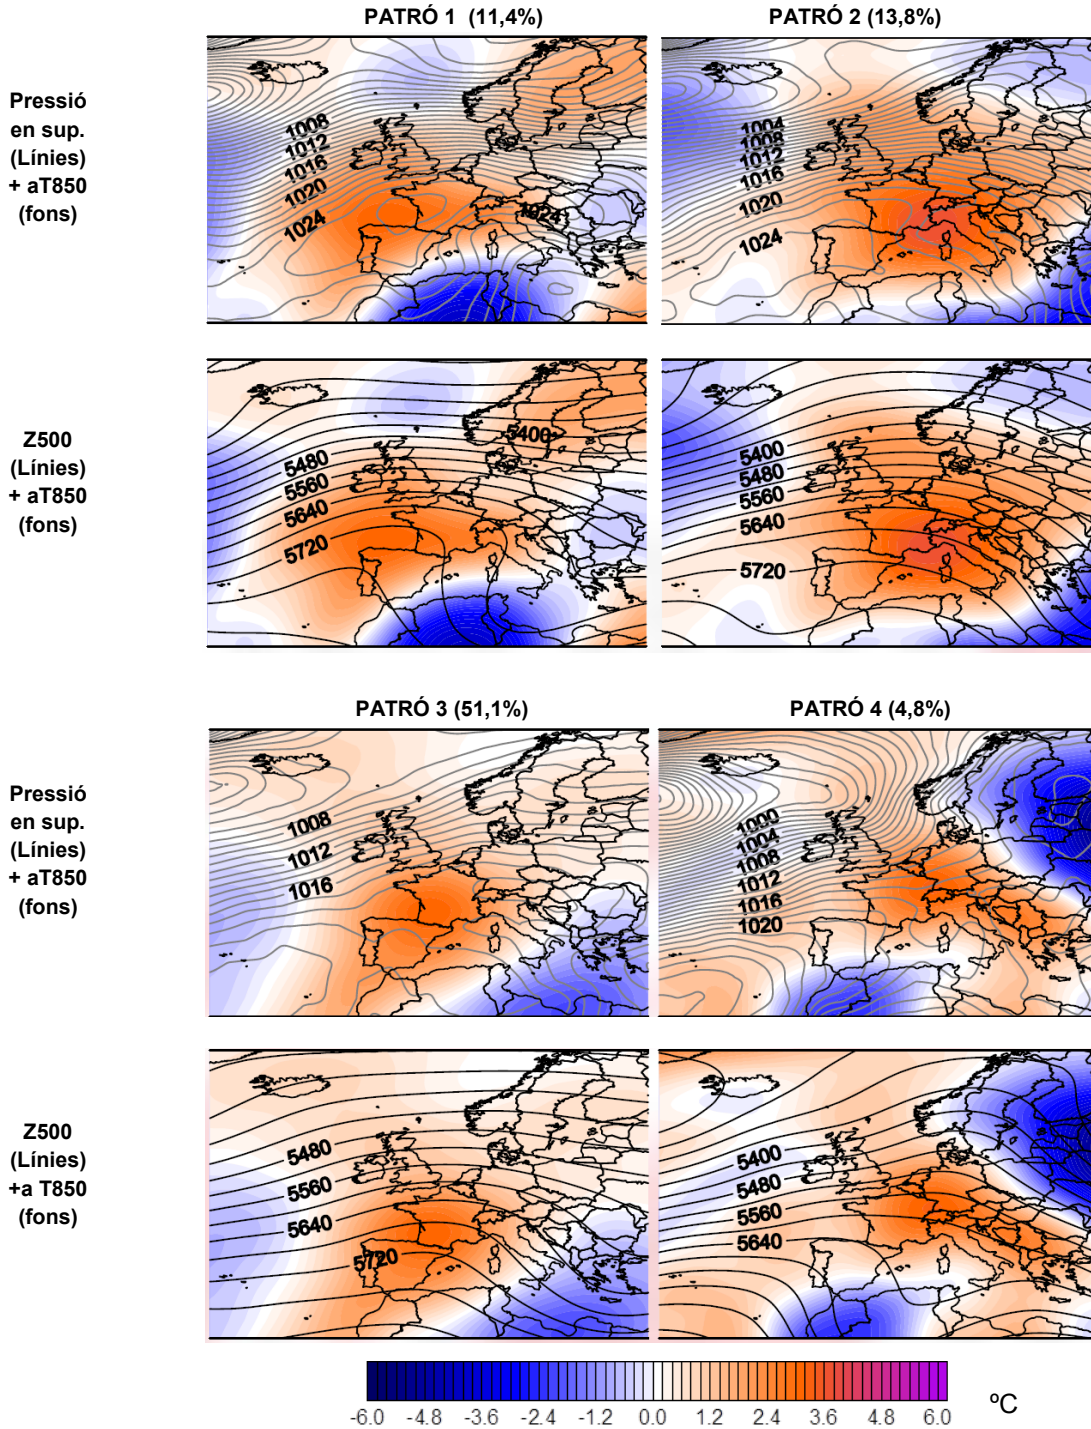 PATRÓ 1 (11,4%)
PATRÓ 2 (13,8%)
Pressió
en sup.
(Línies)
+ aT850
(fons)
1008
1012
1016
1020
1024
1024
1004
1008
1012
1016
1020
1024
Z500
(Línies)
+ aT850
(fons)
5400
5480
5560
5640
5720
5400
5480
5560
5640
5720
PATRÓ 3 (51,1%)
PATRÓ 4 (4,8%)
Pressió
en sup.
(Línies)
+ aT850
(fons)
1008
1012
1016
1000
1004
1008
1012
1016
1020
Z500
(Línies)
+a T850
(fons)
5480
5560
5640
5720
5400
5480
5560
5640
-6.0 -4.8 -3.6 -2.4 -1.2 0.0 1.2 2.4 3.6 4.8 6.0
ºC